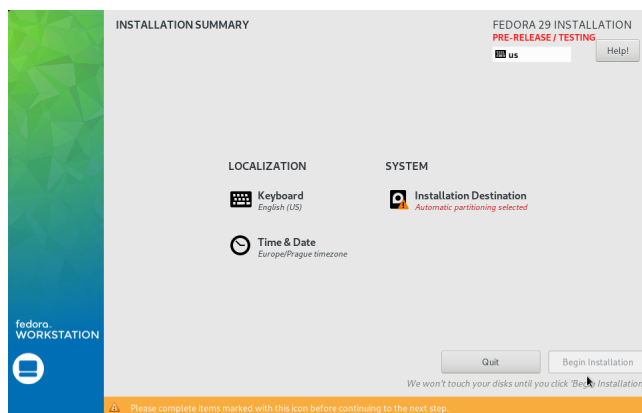 INSTALLATION SUMMARY
FEDORA 29 INSTALLATION
PRE-RELEASE / TESTING
us
Help!
LOCALIZATION
SYSTEM
Keyboard
English (US)
Installation Destination
Automatic partitioning selected
Time & Date
Europe/Prague timezone
fedora.
WORKSTATION
Quit
Begin Installation
We won't touch your disks until you click 'Begin Installation
Please complete items marked with this icon before continuing to the next step.